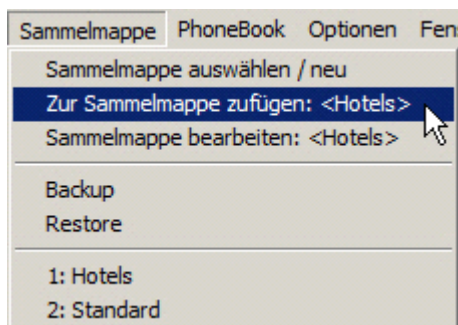 Sammelmappe PhoneBook Optionen
Sammelmappe auswählen / neu
Zur Sammelmappe zufügen: <Hotels>
Sammelmappe bearbeiten: <Hotels>
Backup
Restore
1: Hotels
2: Standard